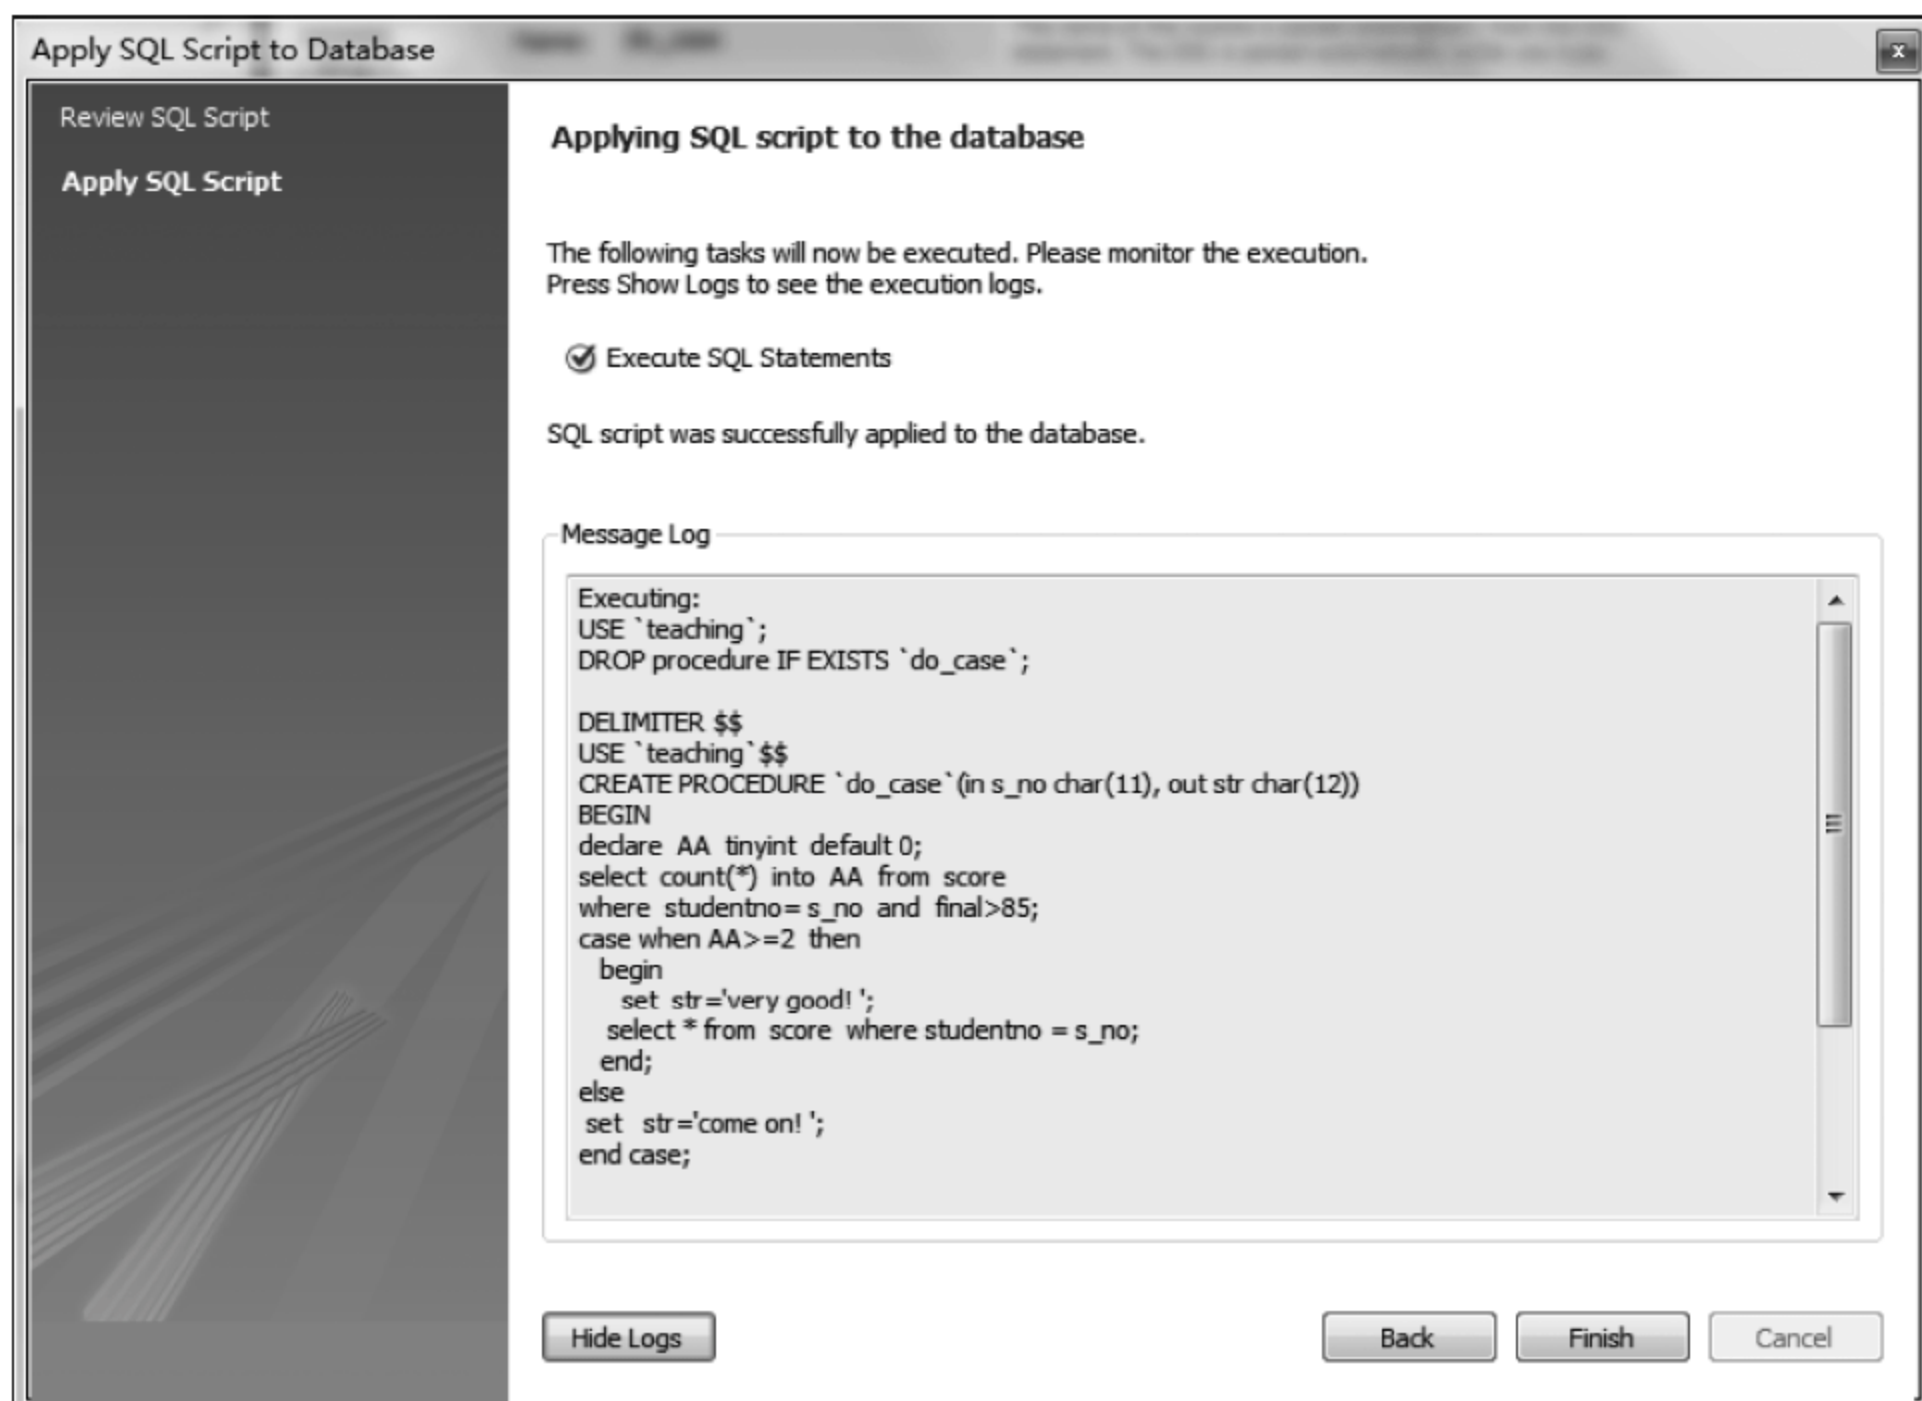 Apply SQL Script to Database
x
Review SQL Script
Apply SQL Script
Applying SQL script to the database
The following tasks will now be executed. Please monitor the execution.
Press Show Logs to see the execution logs.
Execute SQL Statements
SQL script was successfully applied to the database.
Message Log
Executing:
USE `teaching`;
DROP procedure IF EXISTS `do_case`;
DELIMITER $$
USE `teaching`$$
CREATE PROCEDURE `do_case`(in s_no char(11), out str char(12))
BEGIN
declare  AA  tinyint  default 0;
select  count(*)  into  AA  from  score
where  studentno= s_no  and  final>85;
case when AA>=2  then
begin
set  str='very good! ';
select * from  score  where studentno = s_no;
end;
else
set   str='come on! ';
end case;
Hide Logs
Back
Finish
Cancel